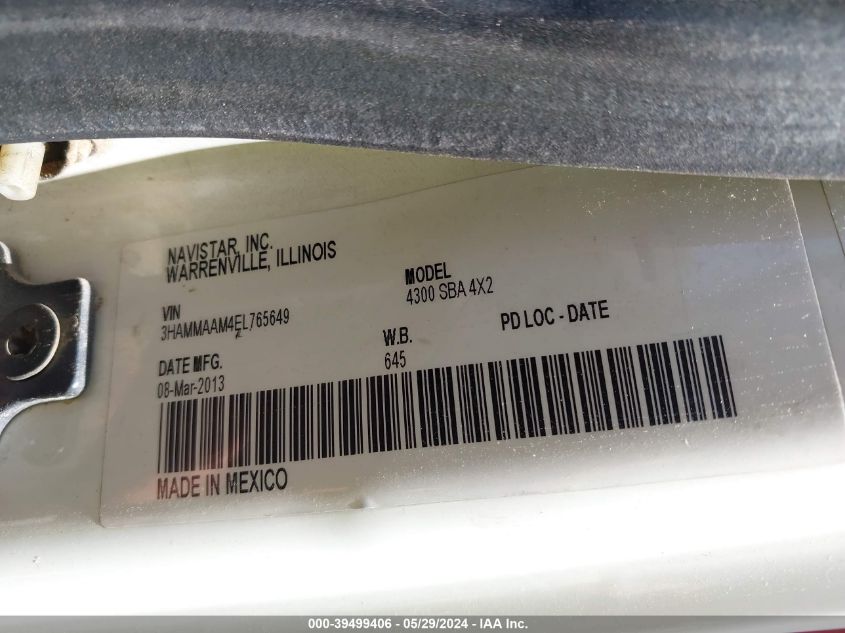 NAVISTAR, INC.
WARRENVILLE, ILLINOIS
MODEL
4300 SBA 4X2
VIN
3HAMMAAM4EL765649
PD LOC - DATE
W.B.
645
DATE MFG.
08-Mar-2013
MADE IN MEXICO
000-39499406 - 05/29/2024 - IAA Inc.